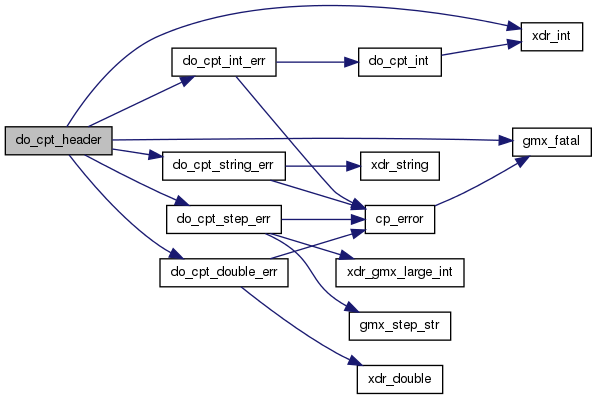 xdr_int
do_cpt_int_err
do_cpt_int
do_cpt_header
gmx_fatal
do_cpt_string_err
xdr_string
do_cpt_step_err
cp_error
do_cpt_double_err
xdr_gmx_large_int
gmx_step_str
xdr_double